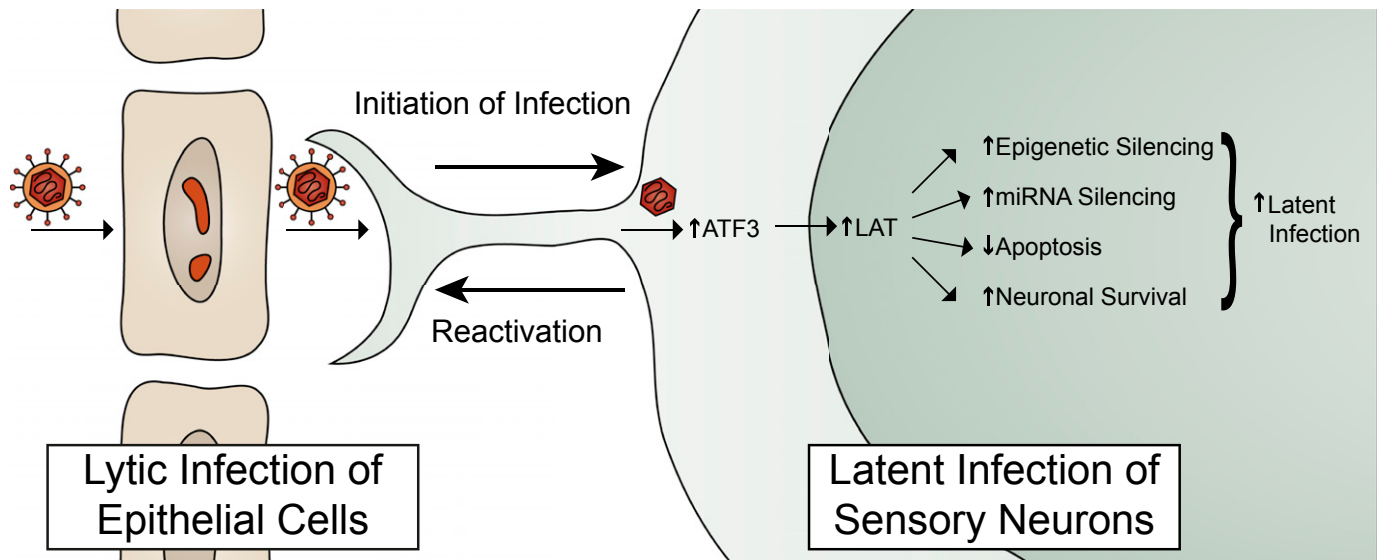 Initiation of Infection
Reactivation
↑ATF3
↑LAT
↑Epigenetic Silencing
↑miRNA Silencing
↓Apoptosis
↑Neuronal Survival
↑Latent
Infection
Lytic Infection of
Epithelial Cells
Latent Infection of
Sensory Neurons